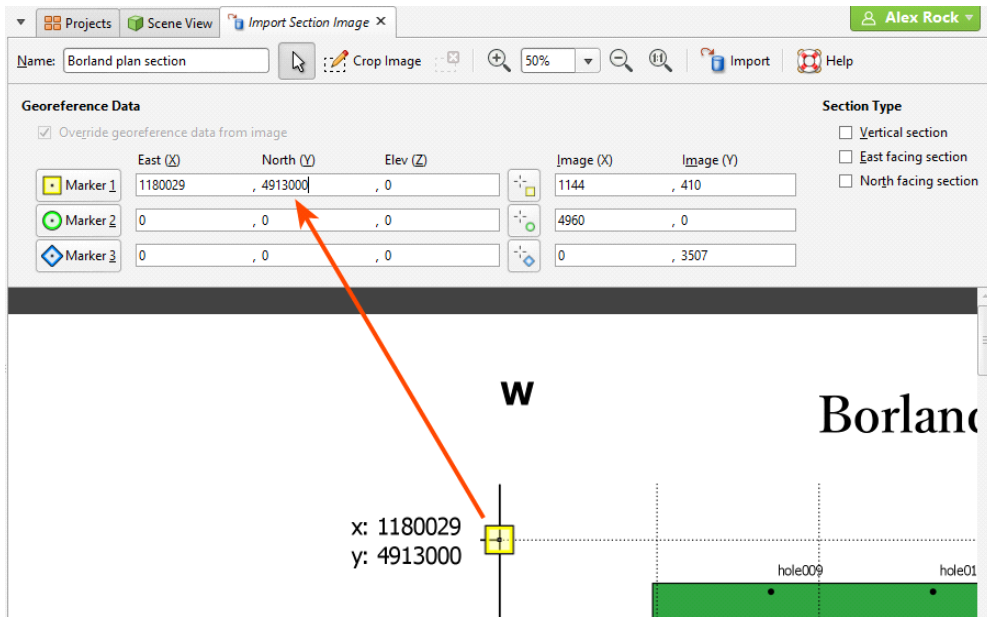 Projects Scene View Import Section Image Alex Rock
Name: Borland plan section Crop Image 50% 1:1 Import Help
Georeference Data Section Type
Override georeference data from image Vertical section
East (X) North (Y) Elev (Z) Image (X) Image (Y) East facing section
Marker 1 1180029 , 4913000 , 0 1144 , 410 North facing section
Marker 2 0 , 0 , 0 4960 , 0
Marker 3 0 , 0 , 0 0 , 3507
W
Borland
x: 1180029
y: 4913000
hole009 hole01